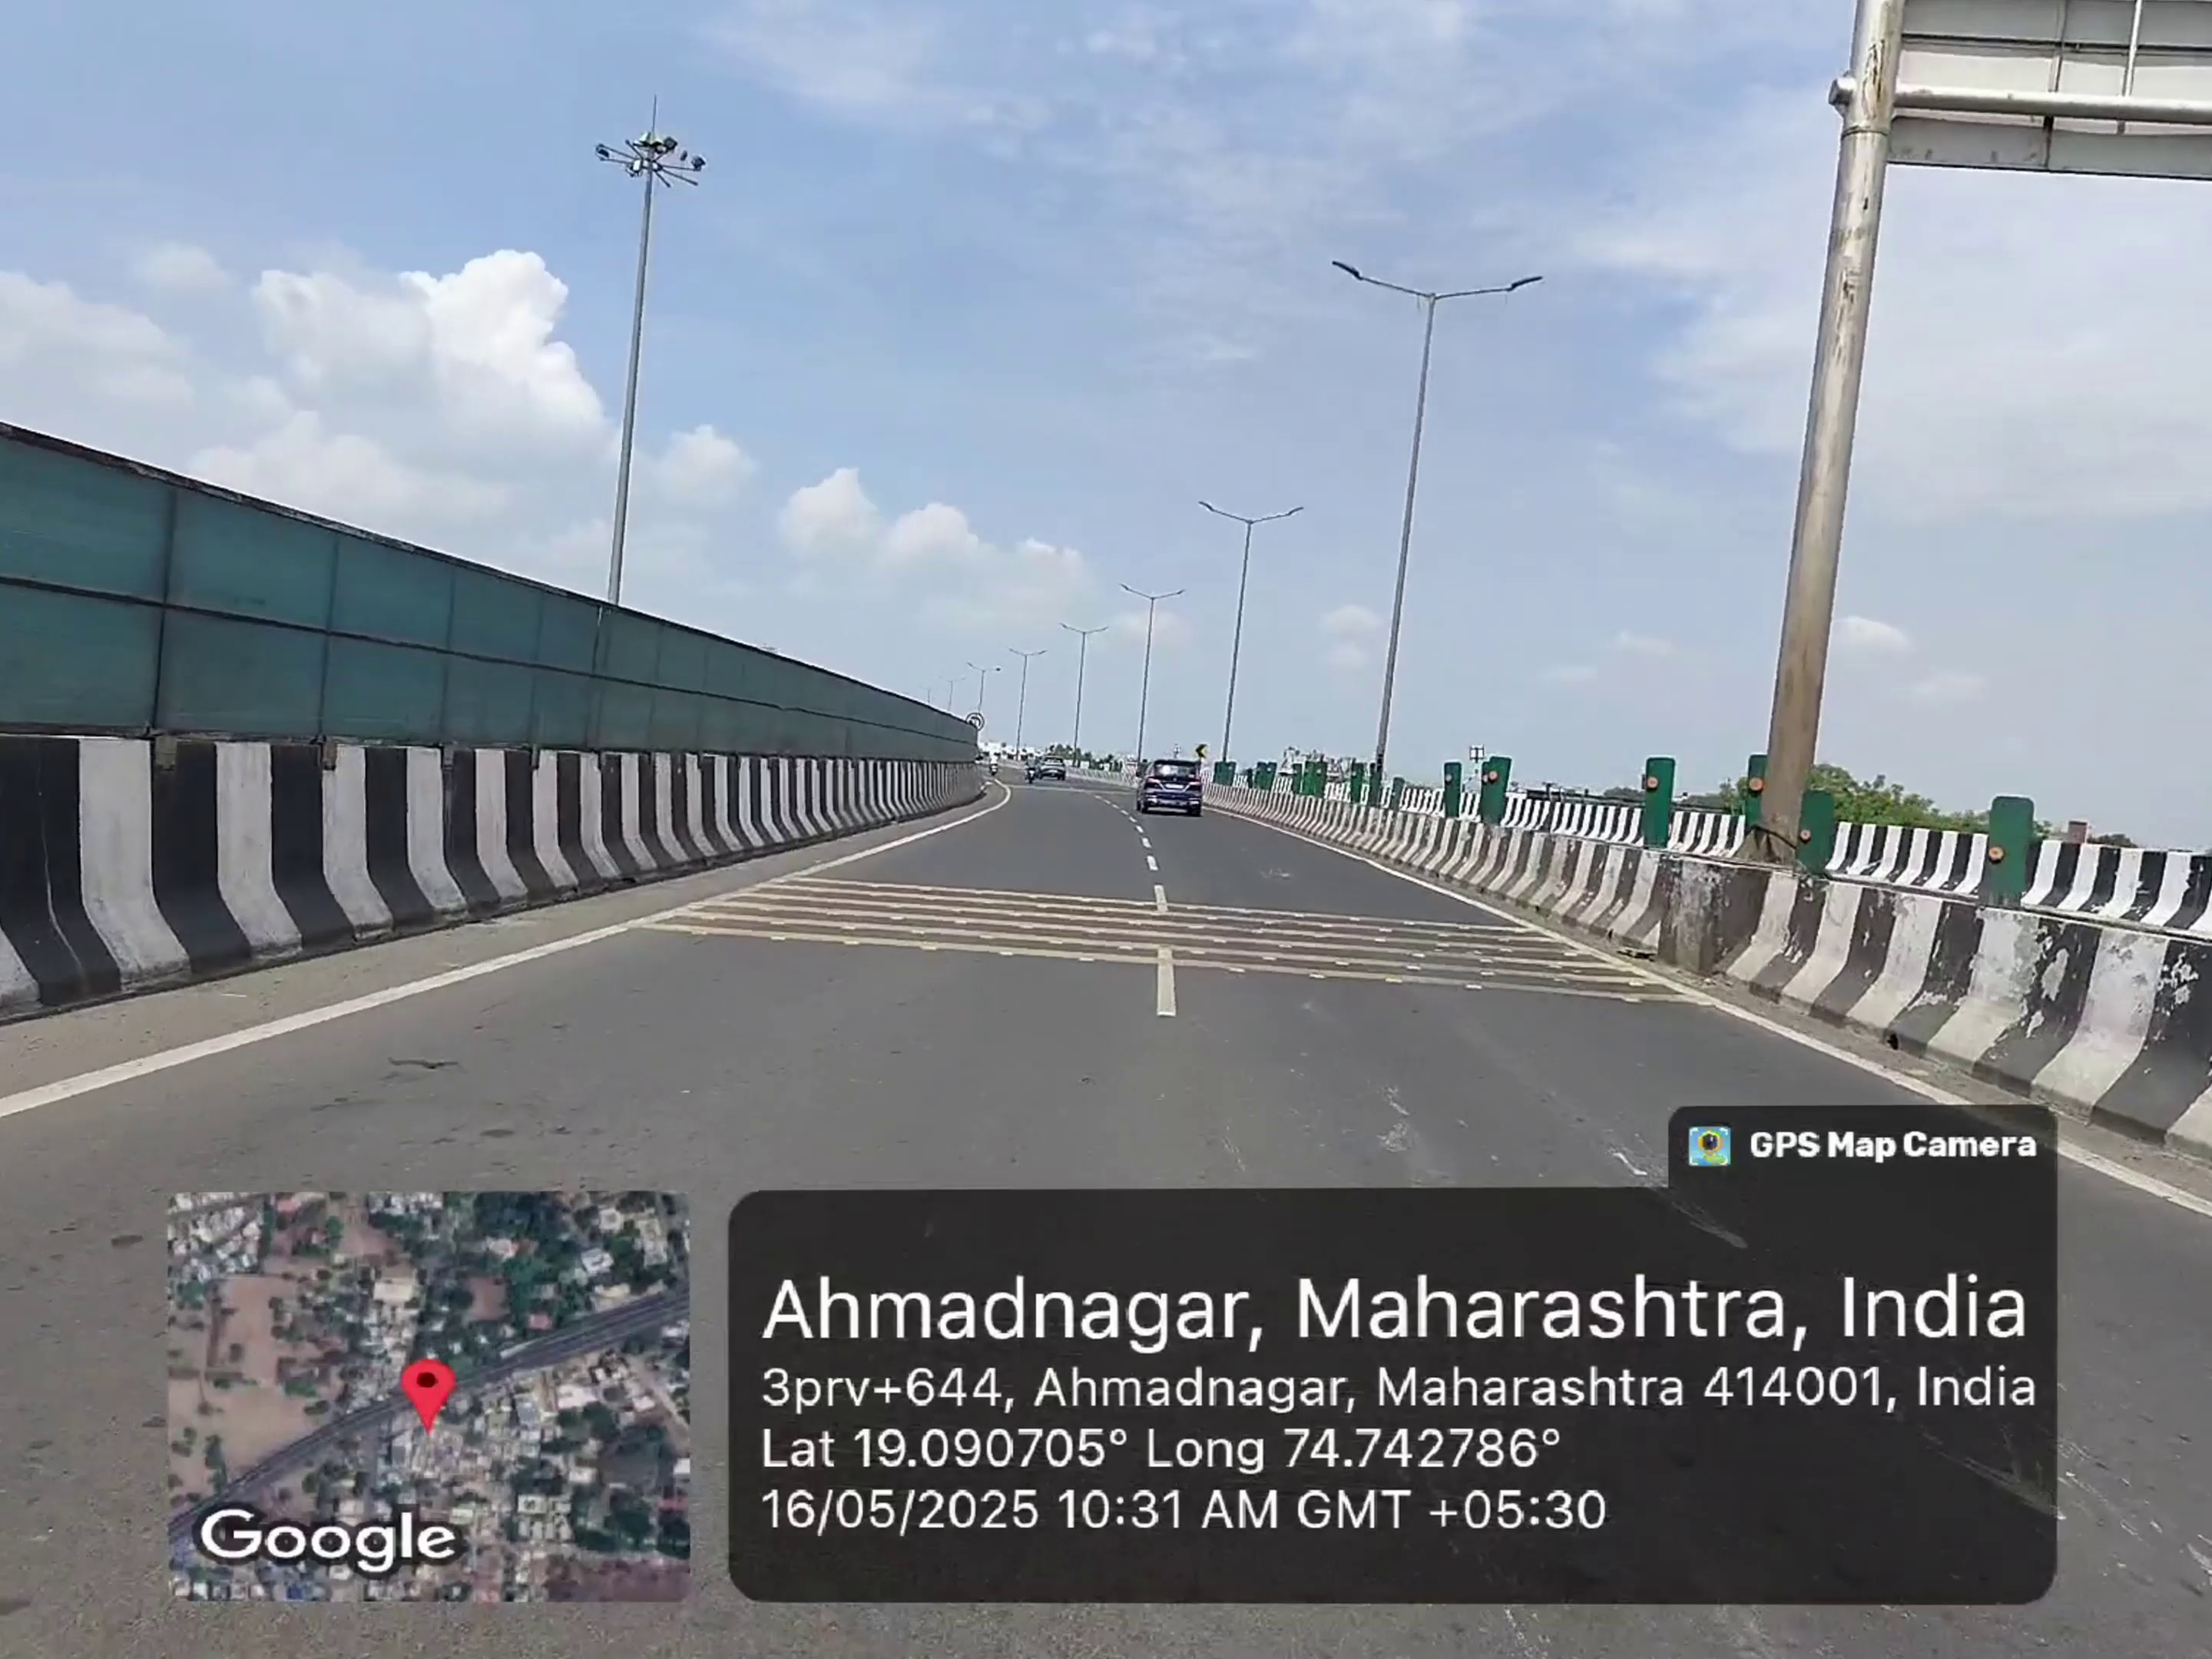 GPS Map Camera
Ahmadnagar, Maharashtra, India
3prv+644, Ahmadnagar, Maharashtra 414001, India
Lat 19.090705° Long 74.742786°
16/05/2025 10:31 AM GMT +05:30
Google